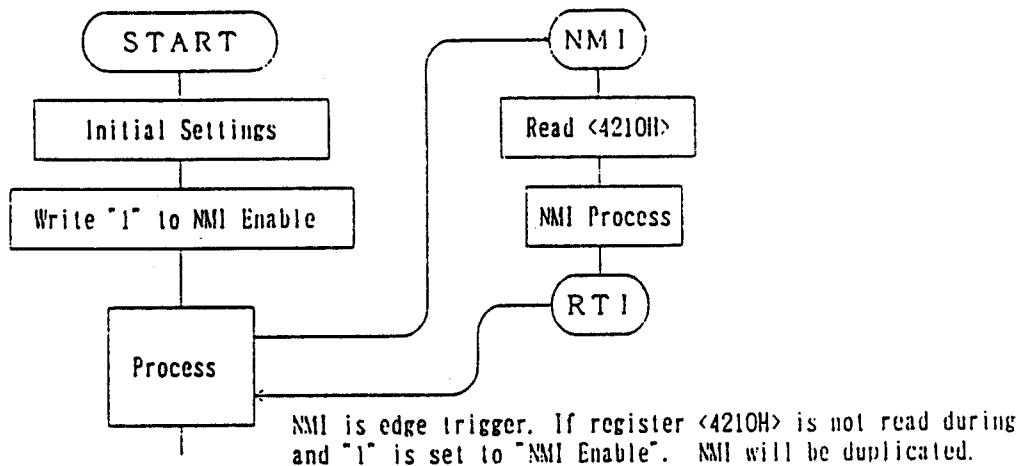 START
Initial Settings
Write "1" to NMI Enable
Process
NMI
Read <4210H>
NMI Process
RTI
NMI is edge trigger. If register <4210H> is not read during
and "1" is set to "NMI Enable". NMI will be duplicated.